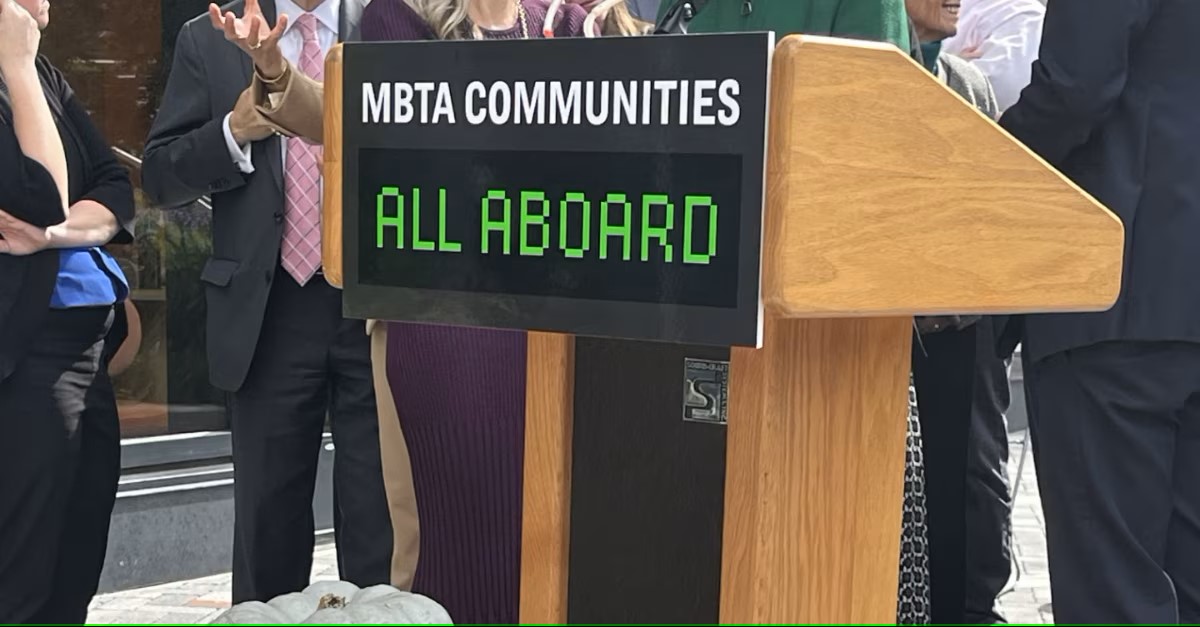 MBTA COMMUNITIES
ALL ABOARD